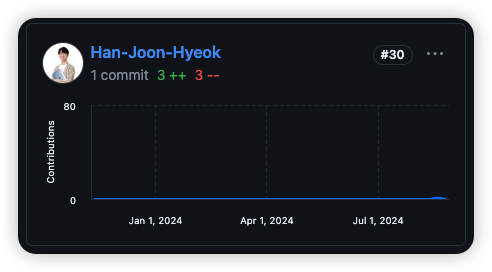 Han-Joon-Hyeok
#30
1 commit 3 ++ 3 --
80
Contributions
0
Jan 1, 2024 Apr 1, 2024 Jul 1, 2024